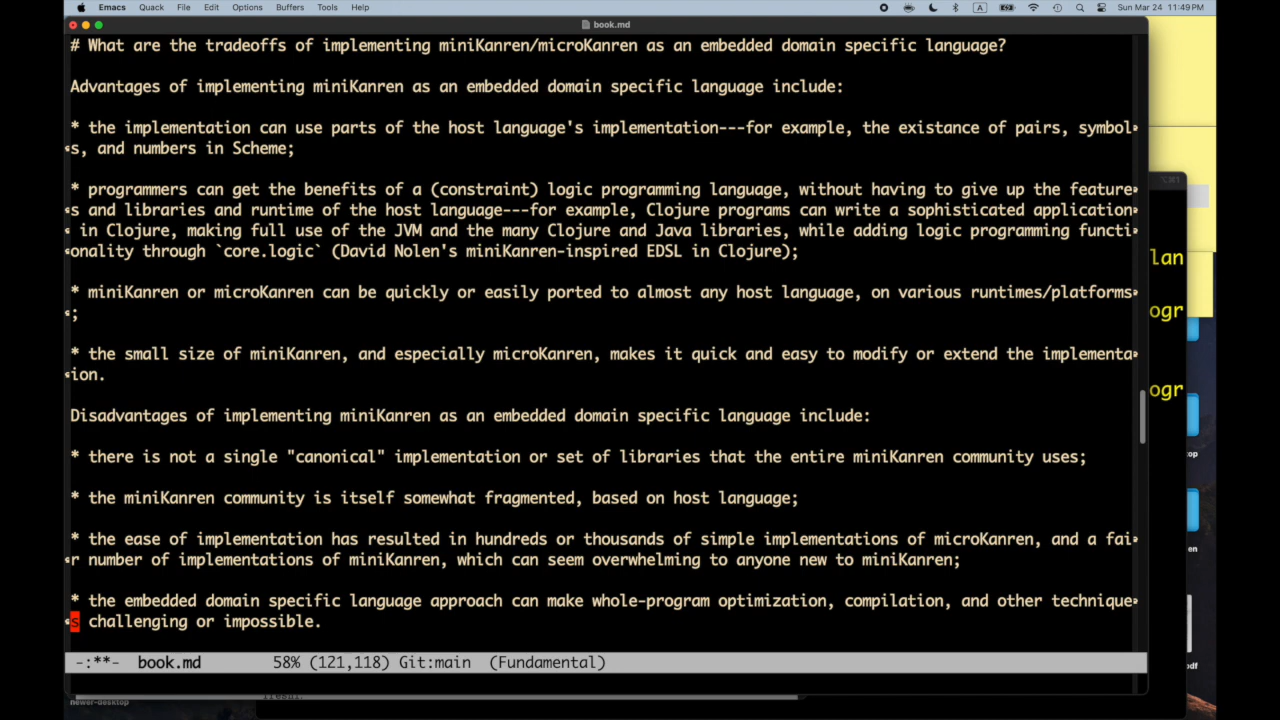 Emacs Quack File Edit Options Buffers Tools Help A Sun Mar 24 11:49 PM
book.md
# What are the tradeoffs of implementing miniKanren/microKanren as an embedded domain specific language?
Advantages of implementing miniKanren as an embedded domain specific language include:
* the implementation can use parts of the host language's implementation---for example, the existance of pairs, symbol
s, and numbers in Scheme;
* programmers can get the benefits of a (constraint) logic programming language, without having to give up the feature
s and libraries and runtime of the host language---for example, Clojure programs can write a sophisticated application
in Clojure, making full use of the JVM and the many Clojure and Java libraries, while adding logic programming functi
onality through `core.logic` (David Nolen's miniKanren-inspired EDSL in Clojure);
* miniKanren or microKanren can be quickly or easily ported to almost any host language, on various runtimes/platforms
;
* the small size of miniKanren, and especially microKanren, makes it quick and easy to modify or extend the implementa
ion.
Disadvantages of implementing miniKanren as an embedded domain specific language include:
* there is not a single "canonical" implementation or set of libraries that the entire miniKanren community uses;
* the miniKanren community is itself somewhat fragmented, based on host language;
* the ease of implementation has resulted in hundreds or thousands of simple implementations of microKanren, and a fai
r number of implementations of miniKanren, which can seem overwhelming to anyone new to miniKanren;
* the embedded domain specific language approach can make whole-program optimization, compilation, and other technique
s challenging or impossible.
-:**- book.md 58% (121,118) Git:main (Fundamental)
lan
ogr
ogr
top
en
pdf
newer-desktop